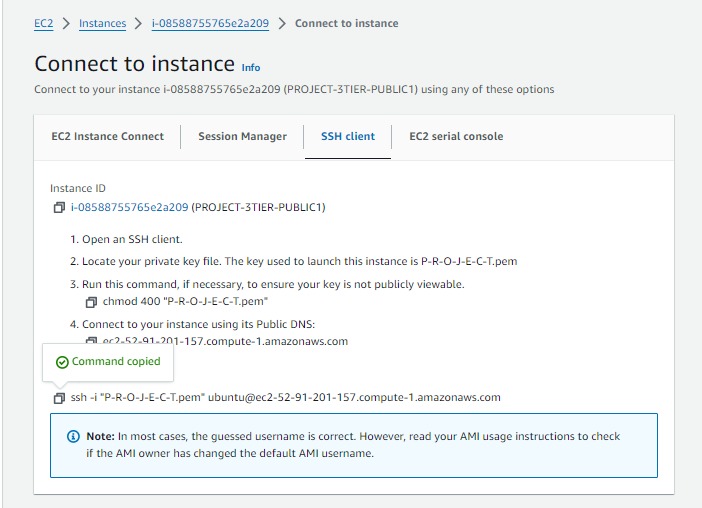 EC2 > Instances > i-08588755765e2a209 > Connect to instance
Connect to instance Info
Connect to your instance i-08588755765e2a209 (PROJECT-3TIER-PUBLIC1) using any of these options
EC2 Instance Connect Session Manager SSH client EC2 serial console
Instance ID
i-08588755765e2a209 (PROJECT-3TIER-PUBLIC1)
1. Open an SSH client.
2. Locate your private key file. The key used to launch this instance is P-R-O-J-E-C-T.pem
3. Run this command, if necessary, to ensure your key is not publicly viewable.
chmod 400 "P-R-O-J-E-C-T.pem"
4. Connect to your instance using its Public DNS:
ec2-52-91-201-157.compute-1.amazonaws.com
Command copied
ssh -i "P-R-O-J-E-C-T.pem" ubuntu@ec2-52-91-201-157.compute-1.amazonaws.com
Note: In most cases, the guessed username is correct. However, read your AMI usage instructions to check
if the AMI owner has changed the default AMI username.